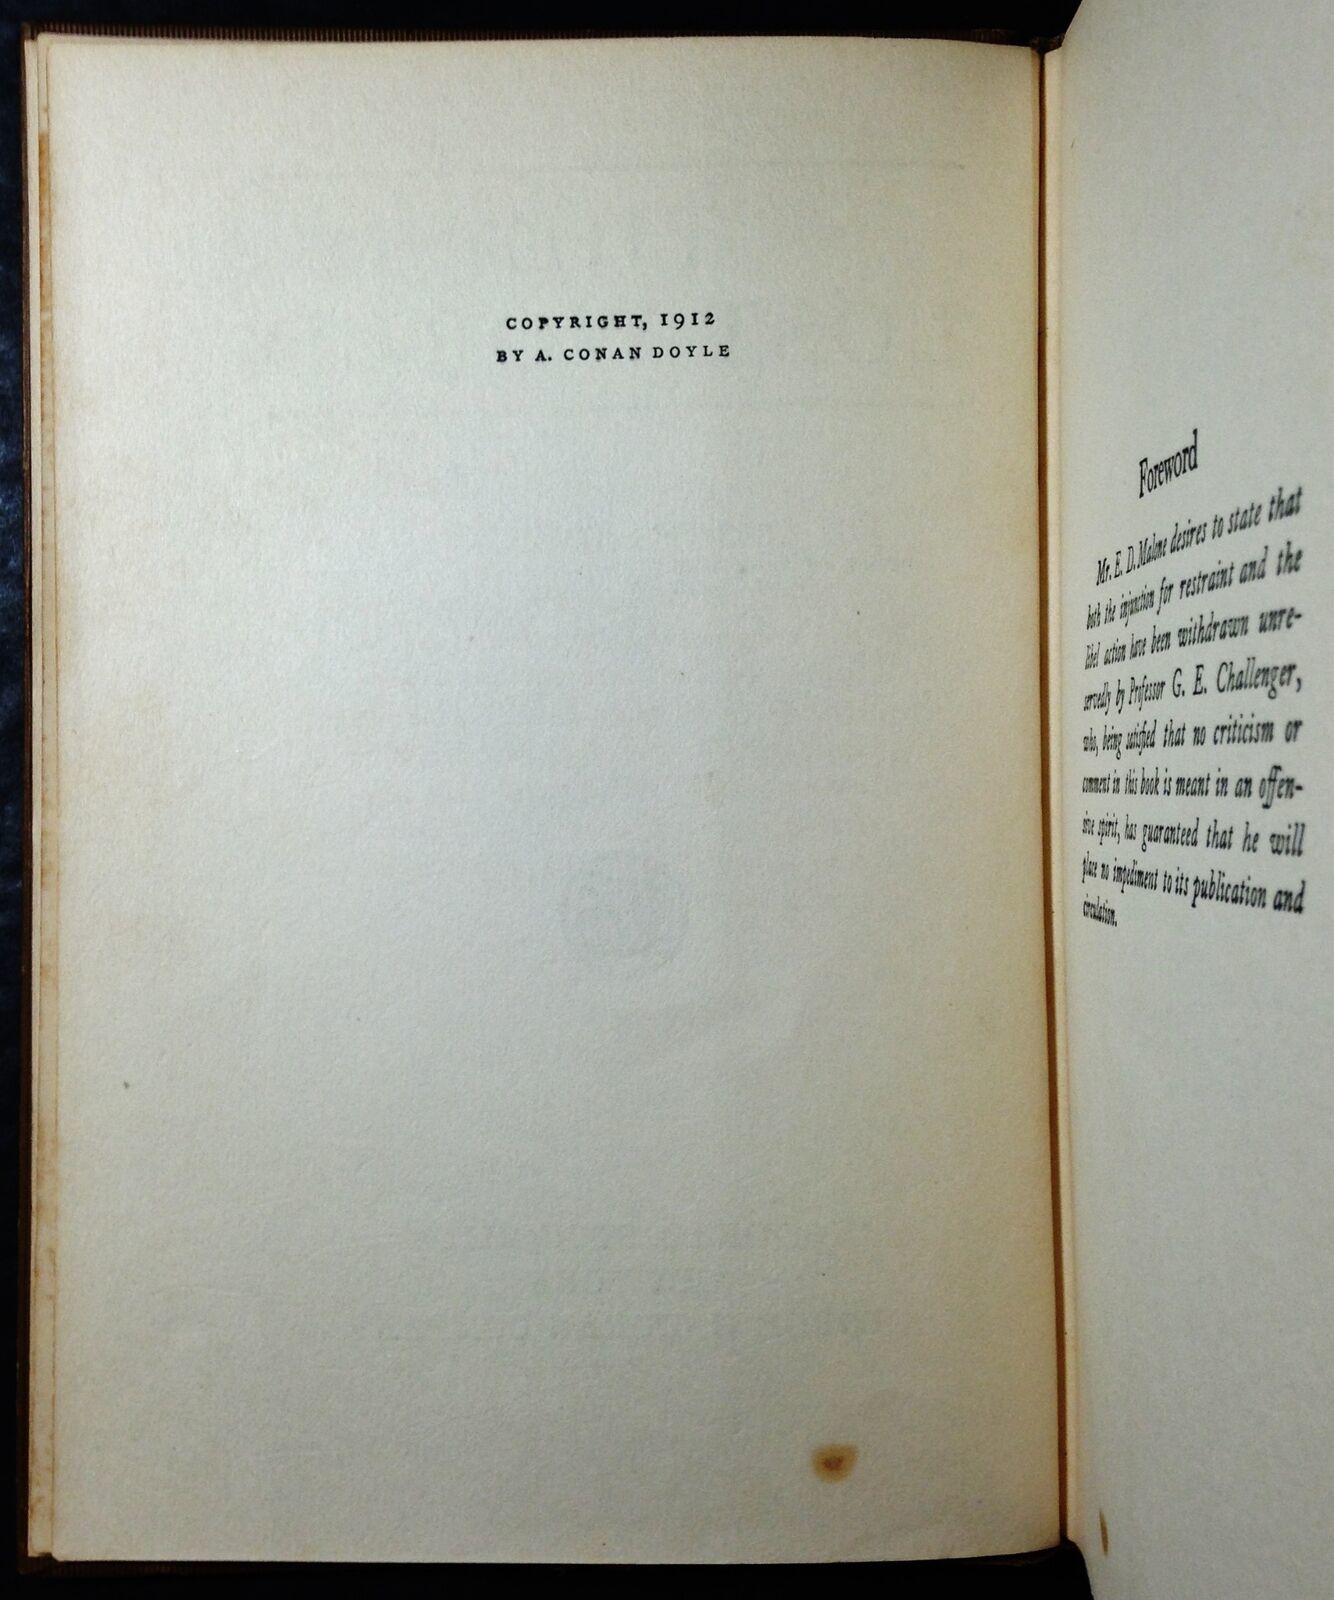 COPYRIGHT, 1912
BY A. CONAN DOYLE
Foreword
Mr. E. D. Malone desires to state that
both the injunction for restraint and the
libel action have been withdrawn unre-
servedly by Professor G. E. Challenger,
who, being satisfied that no criticism or
comment in this book is meant in an offen-
sive spirit, has guaranteed that he will
place no impediment to its publication and
circulation.